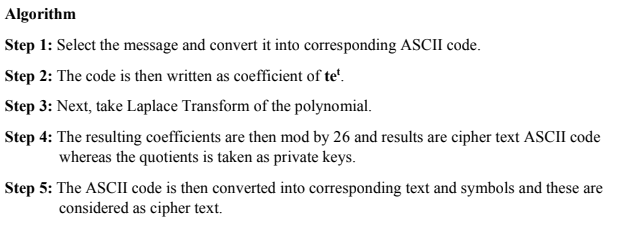 Algorithm
Step 1: Select the message and convert it into corresponding ASCII code.
Step 2: The code is then written as coefficient of teᵗ.
Step 3: Next, take Laplace Transform of the polynomial.
Step 4: The resulting coefficients are then mod by 26 and results are cipher text ASCII code
whereas the quotients is taken as private keys.
Step 5: The ASCII code is then converted into corresponding text and symbols and these are
considered as cipher text.